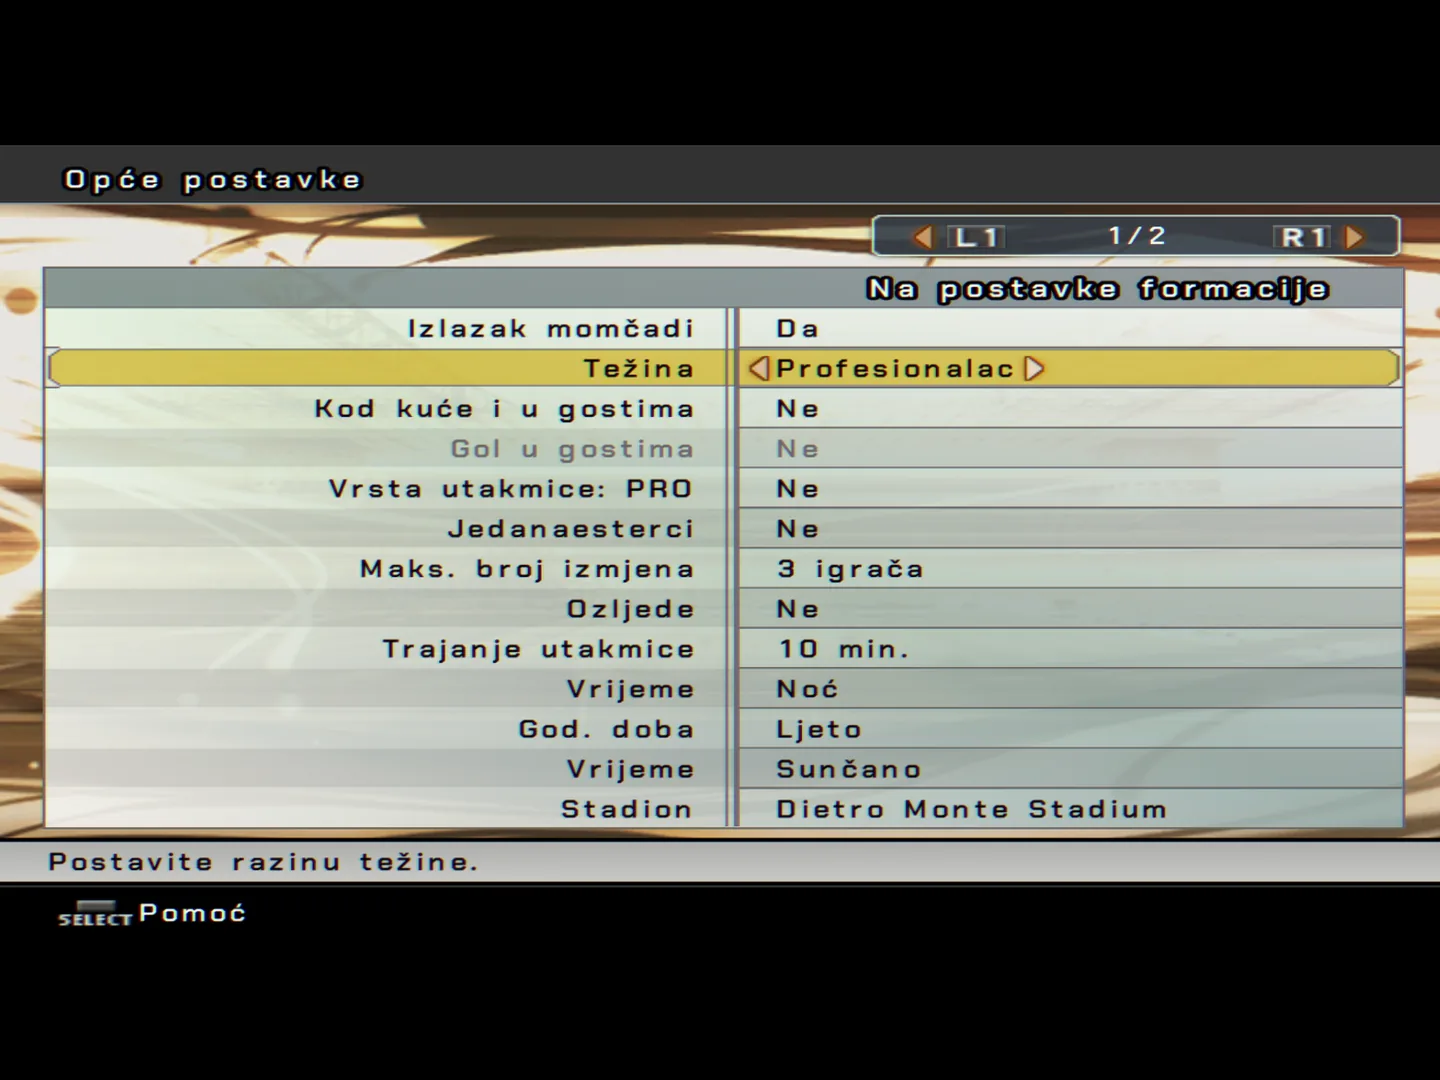 Opće postavke
L1 1/2 R1
Na postavke formacije
Izlazak momčadi Da
Težina Profesionalac
Kod kuće i u gostima Ne
Gol u gostima Ne
Vrsta utakmice: PRO Ne
Jedanaesterci Ne
Maks. broj izmjena 3 igrača
Ozljede Ne
Trajanje utakmice 10 min.
Vrijeme Noć
God. doba Ljeto
Vrijeme Sunčano
Stadion Dietro Monte Stadium
Postavite razinu težine.
SELECT Pomoć